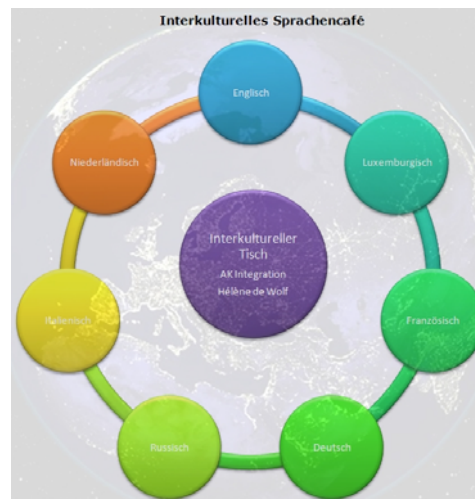 Interkulturelles Sprachencafé
Englisch
Luxemburgisch
Französisch
Deutsch
Russisch
Italienisch
Niederländisch
Interkultureller
Tisch
AK Integration
Hélène de Wolf